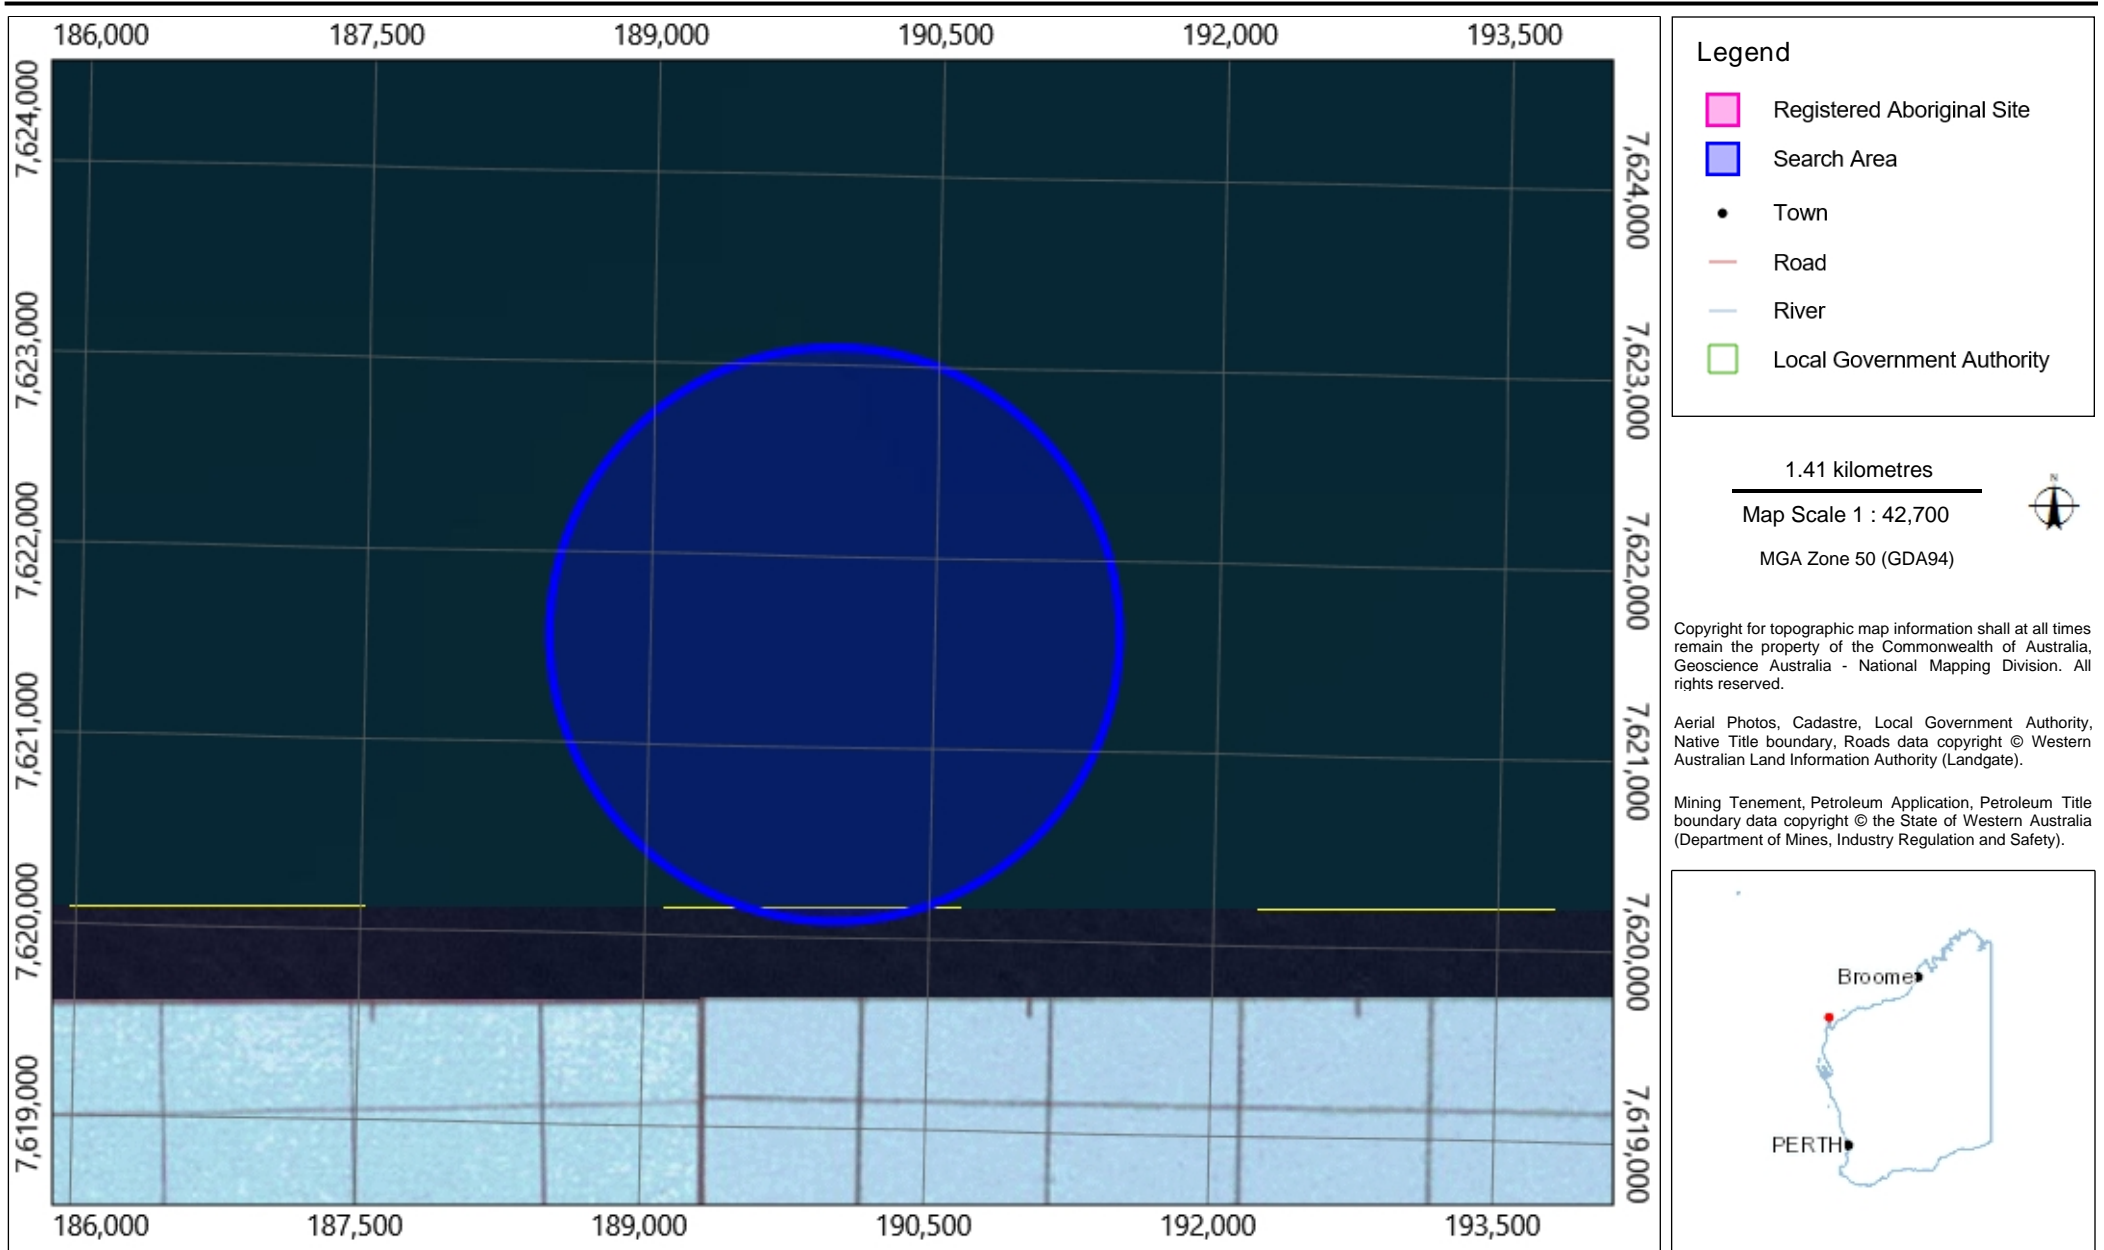 186,000 187,500 189,000 190,500 192,000 193,500
7,624,000
7,623,000
7,622,000
7,621,000
7,620,000
7,619,000
7,624,000
7,623,000
7,622,000
7,621,000
7,620,000
7,619,000
186,000 187,500 189,000 190,500 192,000 193,500
Legend
Registered Aboriginal Site
Search Area
Town
Road
River
Local Government Authority
1.41 kilometres
Map Scale 1 : 42,700
MGA Zone 50 (GDA94)
N
Copyright for topographic map information shall at all times
remain the property of the Commonwealth of Australia,
Geoscience Australia - National Mapping Division. All
rights reserved.
Aerial Photos, Cadastre, Local Government Authority,
Native Title boundary, Roads data copyright © Western
Australian Land Information Authority (Landgate).
Mining Tenement, Petroleum Application, Petroleum Title
boundary data copyright © the State of Western Australia
(Department of Mines, Industry Regulation and Safety).
Broome
PERTH